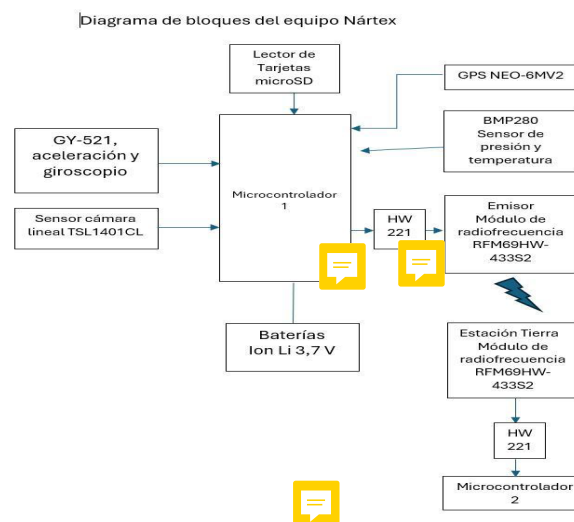 Diagrama de bloques del equipo Nártex
Lector de
Tarjetas
microSD
GPS NEO-6MV2
BMP280
Sensor de
presión y
temperatura
GY-521,
aceleración y
giroscopio
Microcontrolador
1
Sensor cámara
lineal TSL1401CL
HW
221
Emisor
Módulo de
radiofrecuencia
RFM69HW-
433S2
Baterías
Ion Li 3,7 V
Estación Tierra
Módulo de
radiofrecuencia
RFM69HW-
433S2
HW
221
Microcontrolador
2